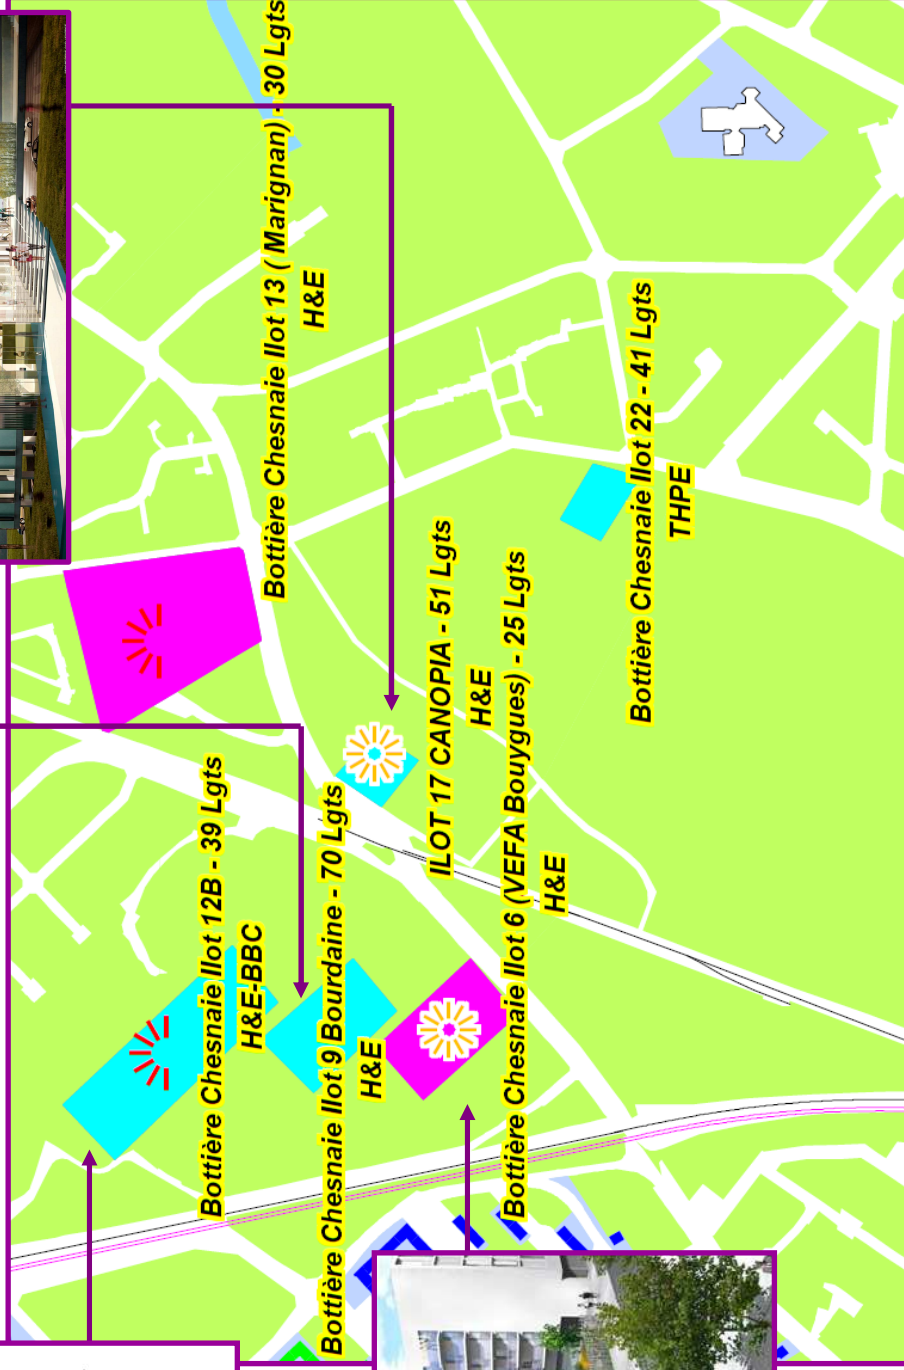 Bottière Chesnaie Ilot 12B - 39 Lgts
H&E-BBC
Bottière Chesnaie Ilot 13 ( Marignan) - 30 Lgts
H&E
Bottière Chesnaie Ilot 9 Bourdaine - 70 Lgts
H&E
ILOT 17 CANOPIA - 51 Lgts
H&E
Bottière Chesnaie Ilot 6 (VEFA Bouygues) - 25 Lgts
H&E
Bottière Chesnaie Ilot 22 - 41 Lgts
THPE